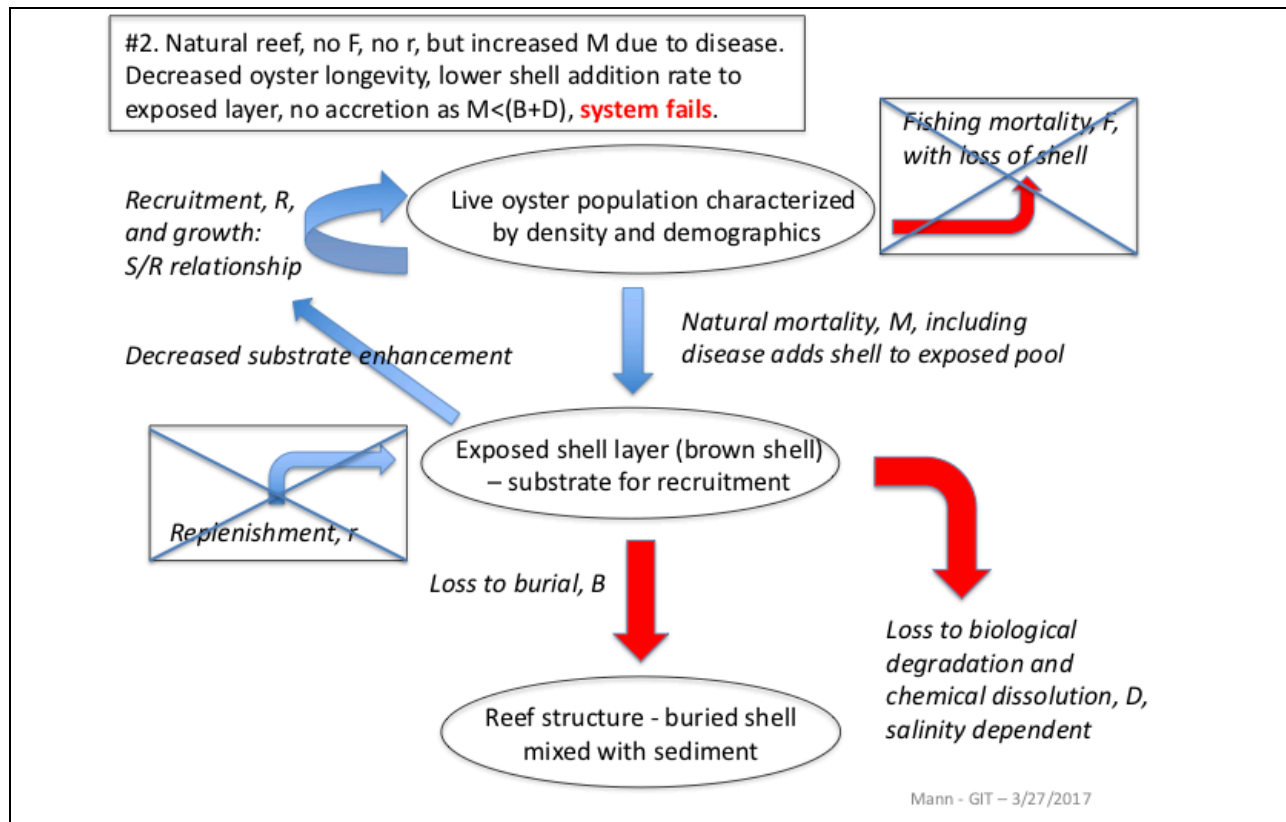 #2. Natural reef, no F, no r, but increased M due to disease.
Decreased oyster longevity, lower shell addition rate to
exposed layer, no accretion as M<(B+D), system fails.
Fishing mortality, F,
with loss of shell
Recruitment, R,
and growth:
S/R relationship
Live oyster population characterized
by density and demographics
Natural mortality, M, including
disease adds shell to exposed pool
Decreased substrate enhancement
Exposed shell layer (brown shell)
– substrate for recruitment
Replenishment, r
Loss to burial, B
Loss to biological
degradation and
chemical dissolution, D,
salinity dependent
Reef structure - buried shell
mixed with sediment
Mann - GIT – 3/27/2017